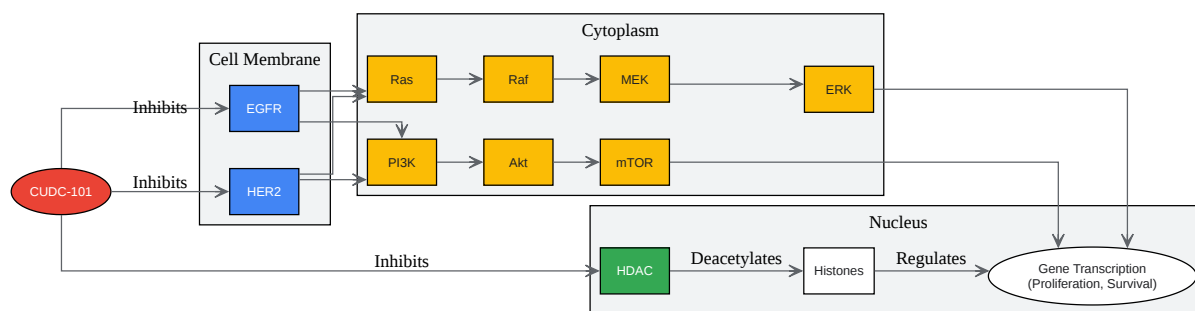 Cytoplasm
Cell Membrane
Ras
Raf
MEK
ERK
Inhibits
EGFR
PI3K
Akt
mTOR
CUDC-101
Inhibits
HER2
Nucleus
Inhibits
HDAC
Deacetylates
Histones
Regulates
Gene Transcription
(Proliferation, Survival)